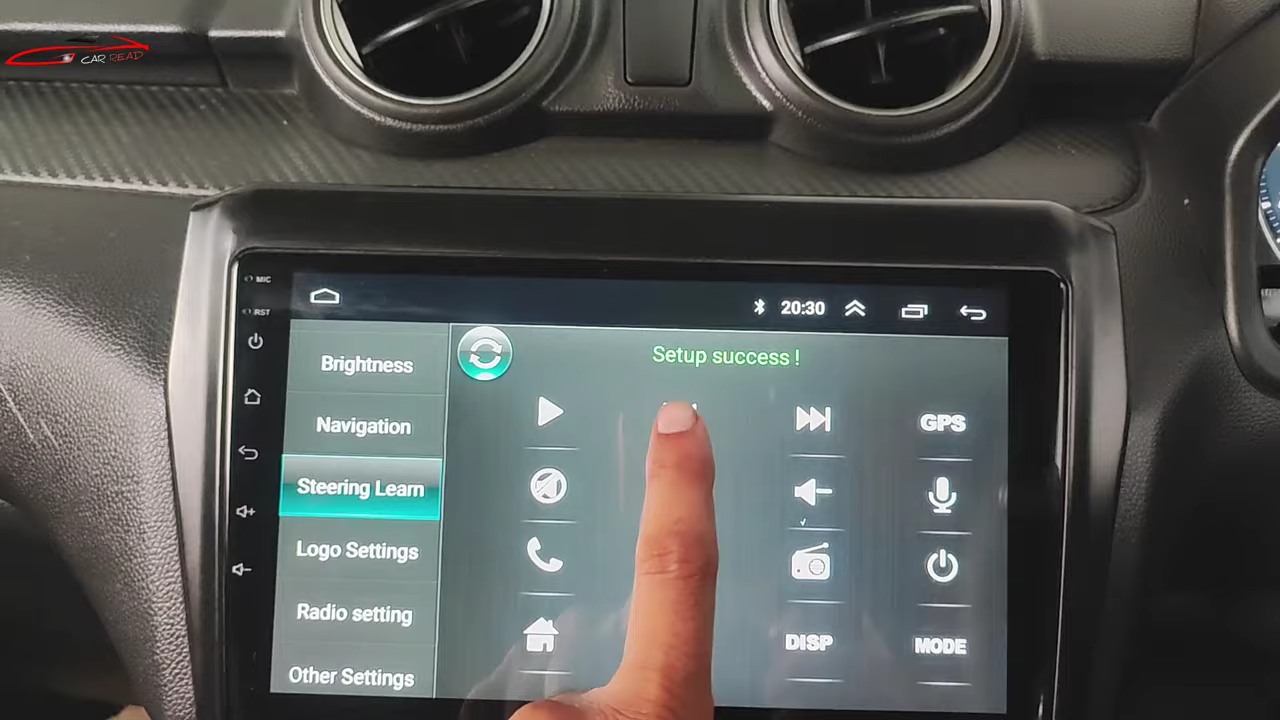 CAR READ
MIC
RST
20:30
Brightness
Navigation
Steering Learn
Logo Settings
Radio setting
Other Settings
Setup success !
GPS
DISP
MODE